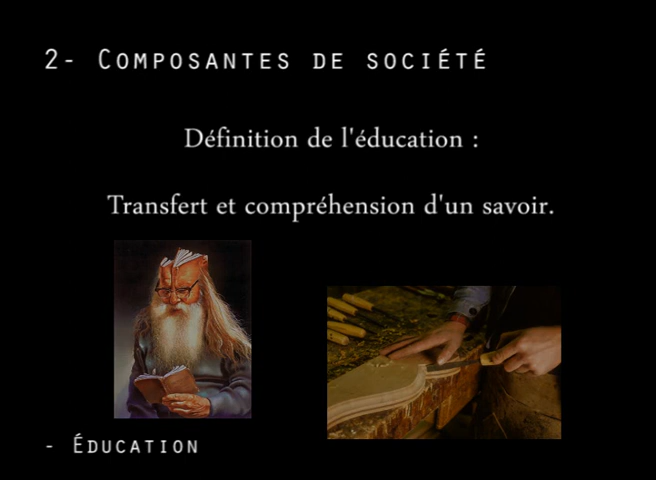 2- Composantes de société
Définition de l'éducation :
Transfert et compréhension d'un savoir.
- Éducation